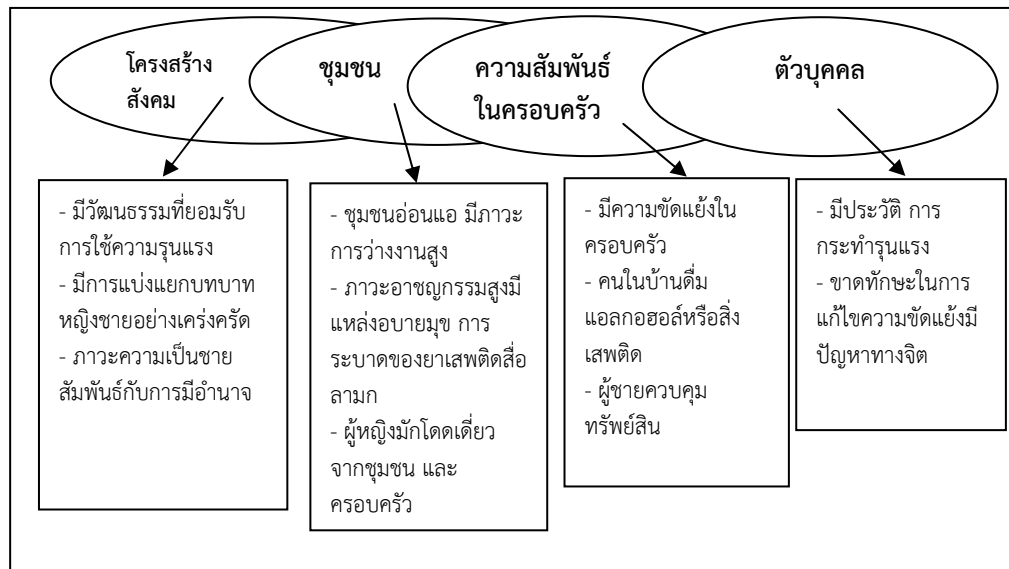 โครงสร้าง
สังคม
ชุมชน
ความสัมพันธ์
ในครอบครัว
ตัวบุคคล
- มีวัฒนธรรมที่ยอมรับ
การใช้ความรุนแรง
- มีการแบ่งแยกบทบาท
หญิงชายอย่างเคร่งครัด
- ภาวะความเป็นชาย
สัมพันธ์กับการมีอำนาจ
- ชุมชนอ่อนแอ มีภาวะ
การว่างงานสูง
- ภาวะอาชญกรรมสูงมี
แหล่งอบายมุข การ
ระบาดของยาเสพติดสื่อ
ลามก
- ผู้หญิงมักโดดเดี่ยว
จากชุมชน และ
ครอบครัว
- มีความขัดแย้งใน
ครอบครัว
- คนในบ้านดื่ม
แอลกอฮอล์หรือสิ่ง
เสพติด
- ผู้ชายควบคุม
ทรัพย์สิน
- มีประวัติ การ
กระทำรุนแรง
- ขาดทักษะในการ
แก้ไขความขัดแย้งมี
ปัญหาทางจิต